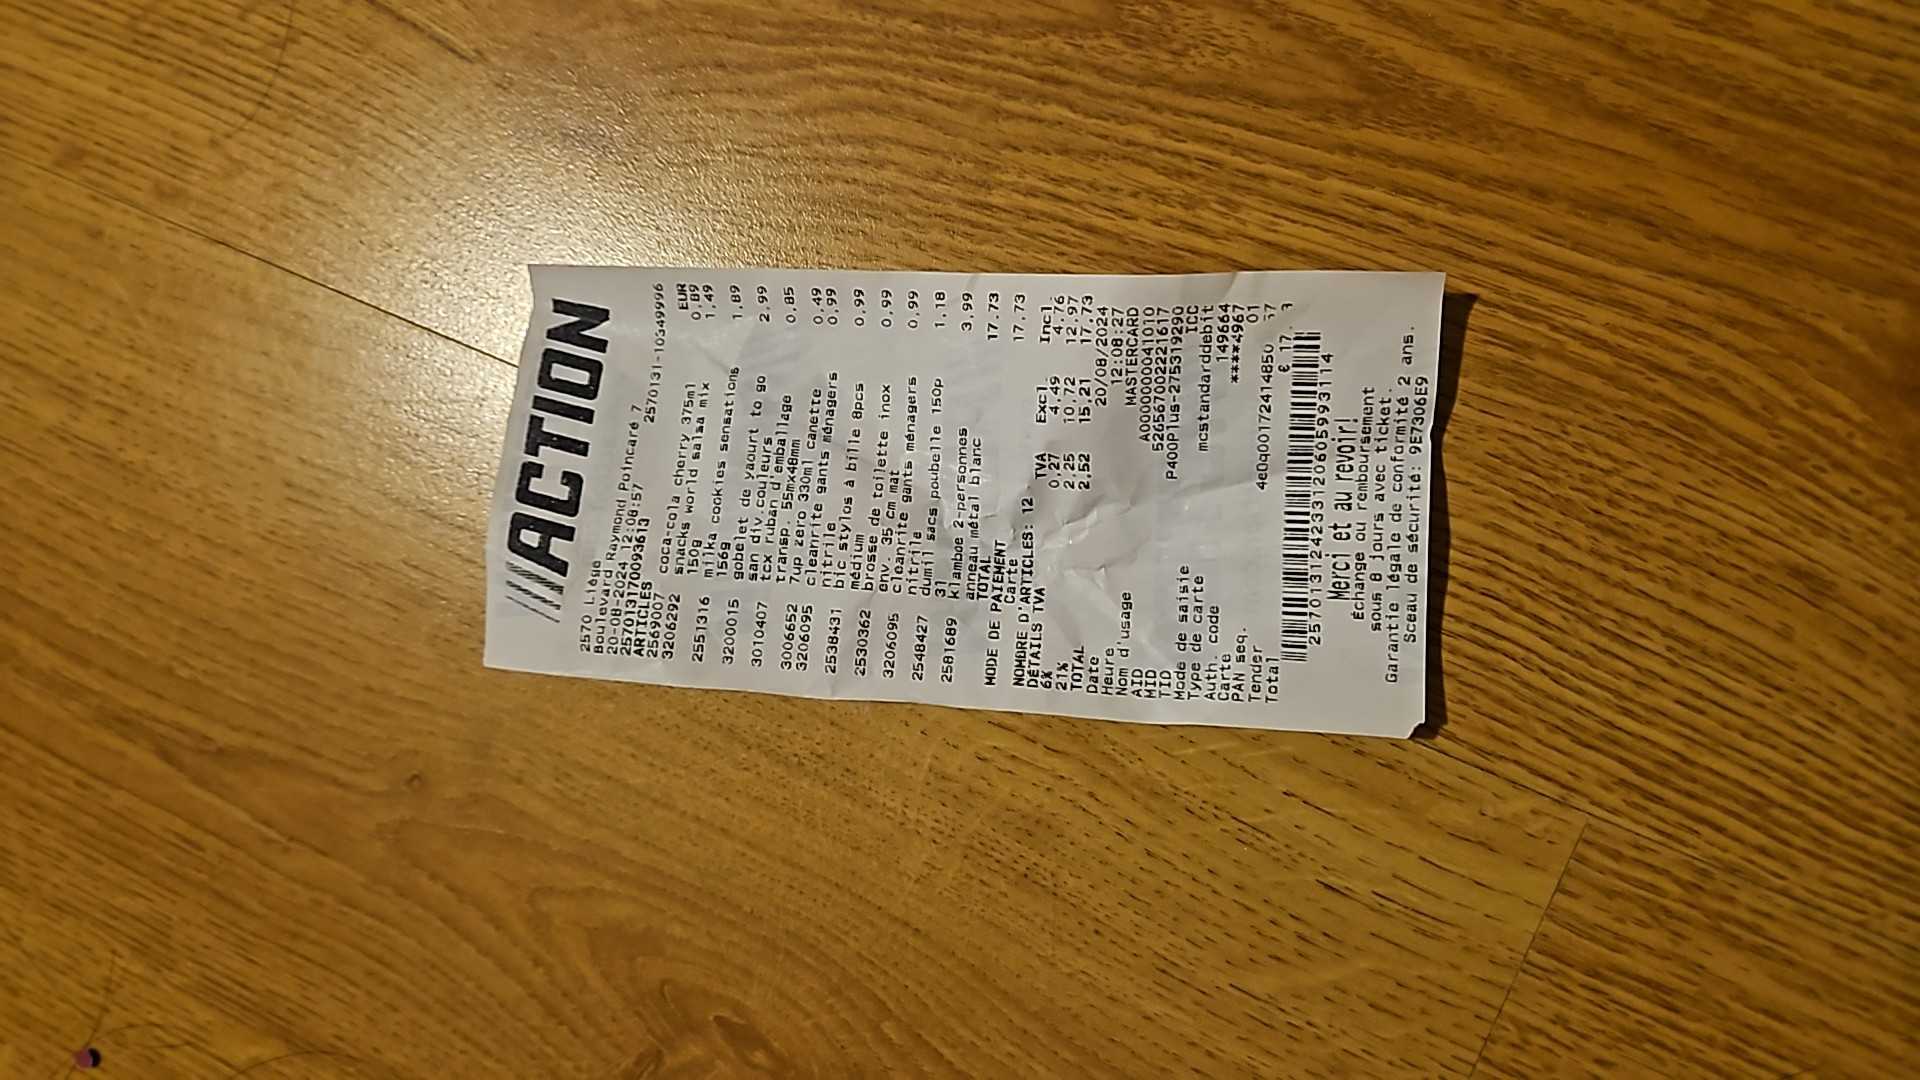 ACTION
2570 Liège
Boulevard Raymond Poincaré 7
20-08-2024 12:08:57 2570131-10349996
2570131700093613
ARTICLES EUR
2569007 coca-cola cherry 375ml 0,89
3206292 snacks world salsa mix 1,49
150g
2551316 milka cookies sensations 1,89
156g
3200015 gobelet de yaourt to go 2,99
san div.couleurs
3010407 tcx ruban d'emballage 0,85
transp. 55mx48mm
3006652 7up zero 330ml canette 0,49
3206095 cleanrite gants ménagers 0,99
nitrile
2538431 bic stylos à bille 8pcs 0,99
médium
2530362 brosse de toilette inox 0,99
env. 35 cm mat
3206095 cleanrite gants ménagers 0,99
nitrile
2548427 dumil sacs poubelle 150p 1,18
3l
2581689 klamboe 2-personnes 3,99
anneau métal blanc
TOTAL 17,73
MODE DE PAIEMENT
Carte 17,73
NOMBRE D'ARTICLES: 12
DÉTAILS TVA TVA Excl. Incl.
6% 0,27 4,49 4,76
21% 2,25 10,72 12,97
TOTAL 2,52 15,21 17,73
Date 20/08/2024
Heure 12:08:27
Nom d'usage MASTERCARD
AID A0000000041010
MID
TID P400Plus-275319290
Mode de saisie ICC
Type de carte mcstandarddebit
Auth. code 149664
Carte ****4967
PAN seq. 01
Tender
Total € 17.
25701311242331206059931114
Merci et au revoir!
Échange ou remboursement
sous 8 jours avec ticket.
Garantie légale de conformité 2 ans.
Sceau de sécurité: 9E7306E9